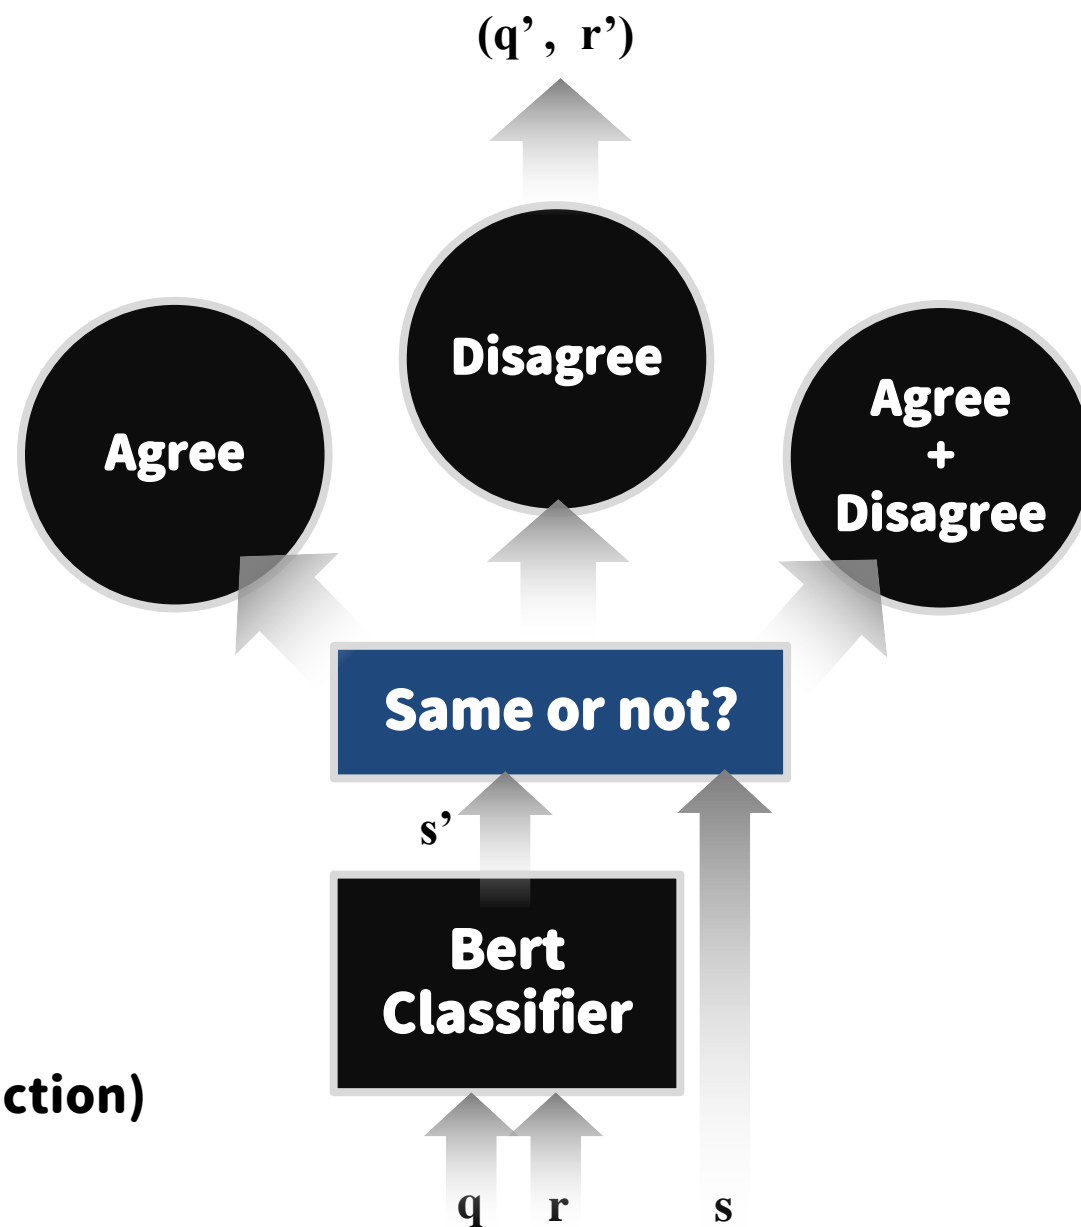 (q’, r’)
Disagree
Agree
Agree
+
Disagree
Same or not?
s’
Bert
Classifier
ction)
q r s